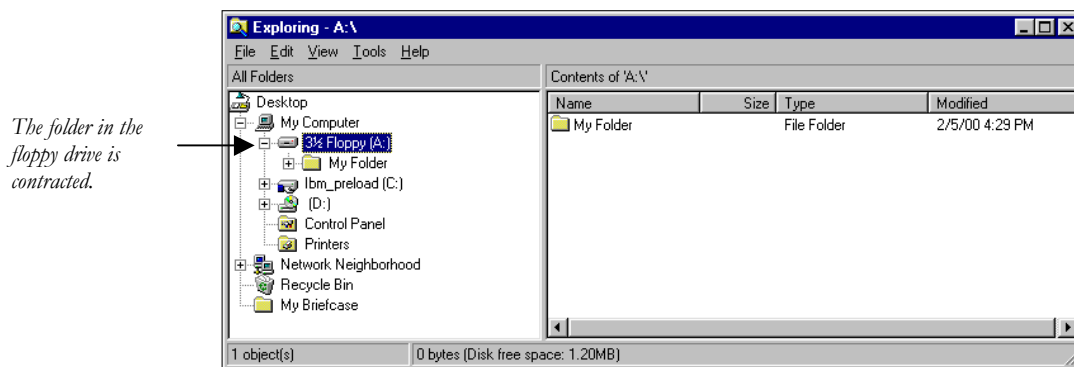 Exploring - A:\
File Edit View Tools Help
All Folders
Contents of 'A:\'
The folder in the
floppy drive is
contracted.
Desktop
My Computer
3½ Floppy (A:)
My Folder
Ibm_preload (C:)
(D:)
Control Panel
Printers
Network Neighborhood
Recycle Bin
My Briefcase
Name Size Type Modified
My Folder File Folder 2/5/00 4:29 PM
1 object(s)
0 bytes (Disk free space: 1.20MB)